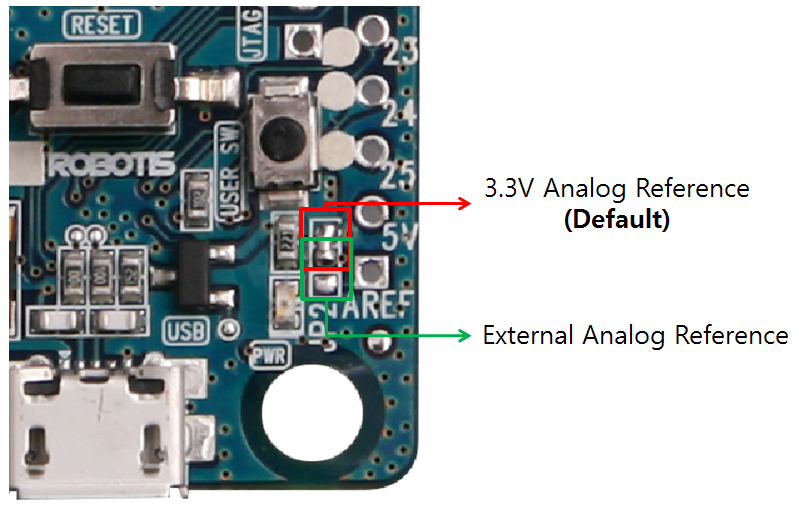 RESET
JTAG
23
24
USER SW
25
ROBOTIS
3.3V Analog Reference
(Default)
5V
221
AREF
USB
External Analog Reference
PWR